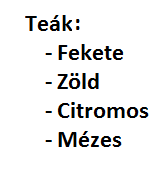 Teák:
- Fekete
- Zöld
- Citromos
- Mézes